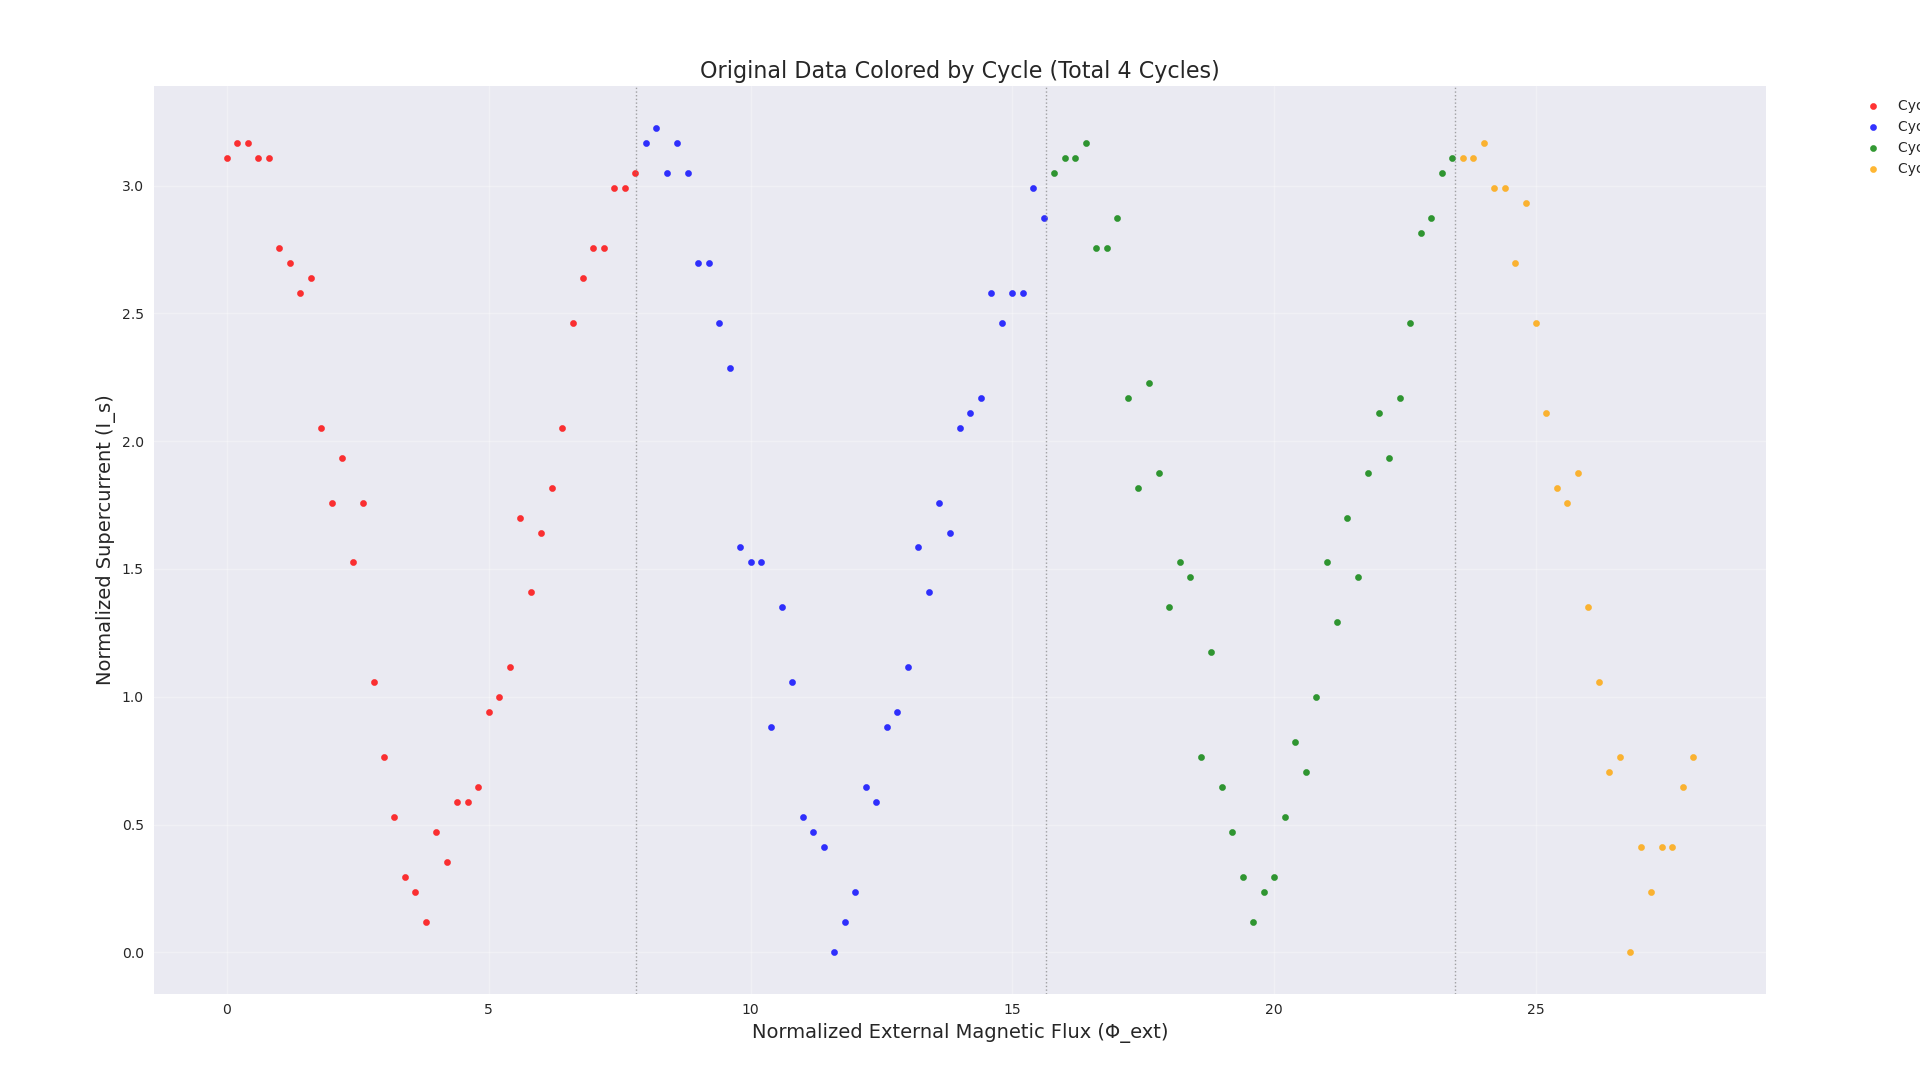 Original Data Colored by Cycle (Total 4 Cycles)
Cyc
Cyc
Cyc
Cyc
Normalized Supercurrent (I_s)
3.0
2.5
2.0
1.5
1.0
0.5
0.0
0 5 10 15 20 25
Normalized External Magnetic Flux (Φ_ext)